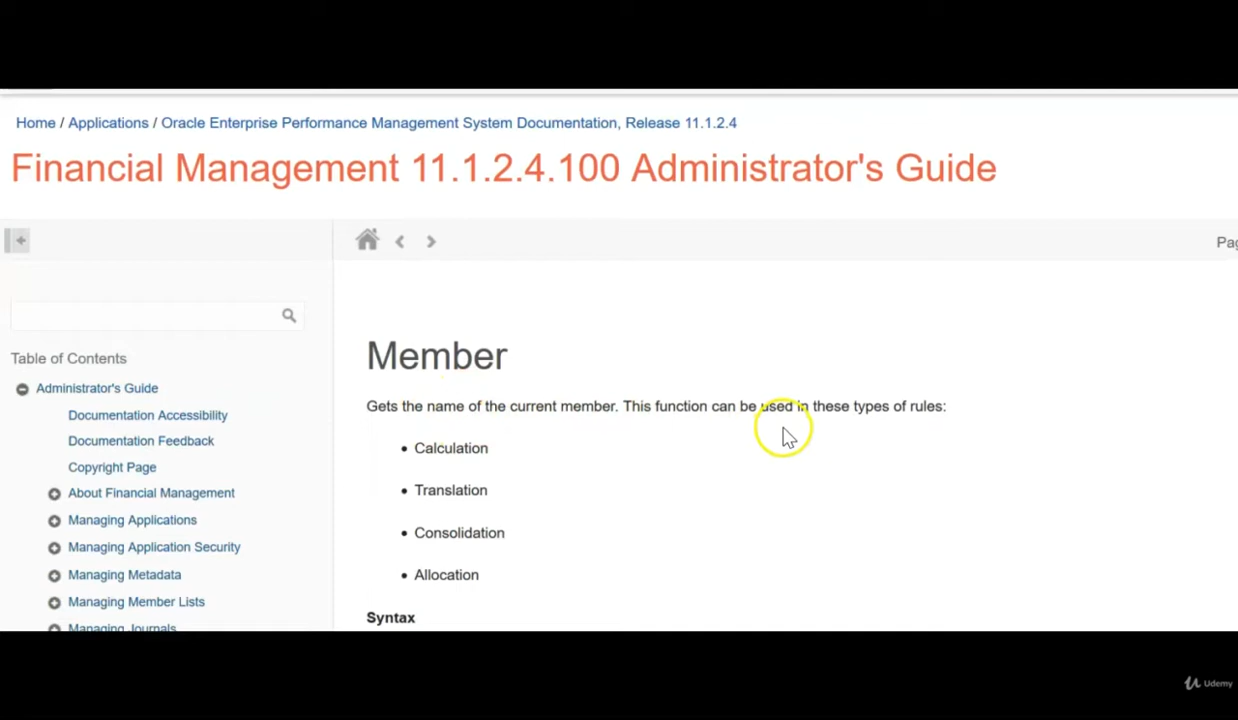 Home / Applications / Oracle Enterprise Performance Management System Documentation, Release 11.1.2.4
Financial Management 11.1.2.4.100 Administrator's Guide
Table of Contents
Administrator's Guide
Documentation Accessibility
Documentation Feedback
Copyright Page
About Financial Management
Managing Applications
Managing Application Security
Managing Metadata
Managing Member Lists
Managing Journals
Member
Gets the name of the current member. This function can be used in these types of rules:
• Calculation
• Translation
• Consolidation
• Allocation
Syntax
Udemy